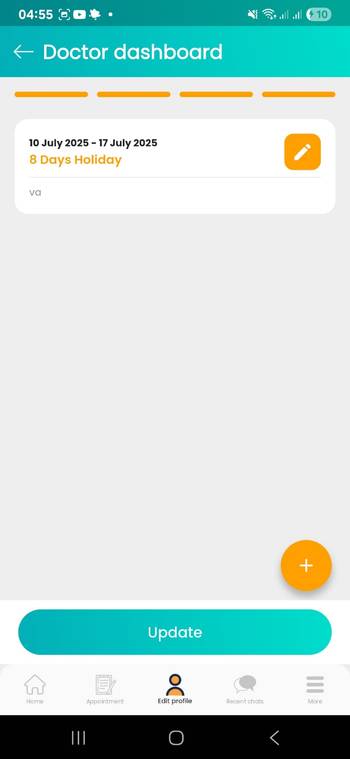 04:55
10
Doctor dashboard
10 July 2025 - 17 July 2025
8 Days Holiday
va
+
Update
Home
Appointment
Edit profile
Recent chats
More